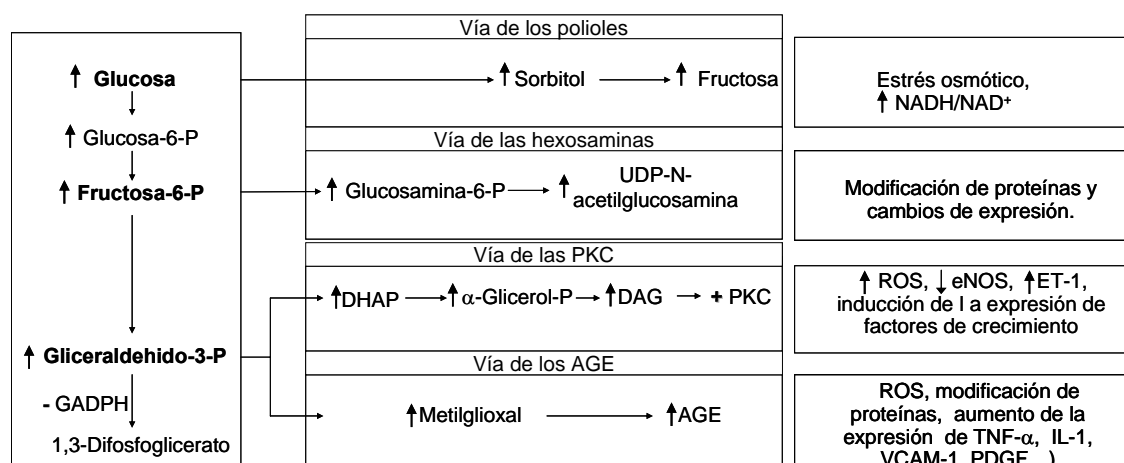 Vía de los polioles
↑ Glucosa
↑ Sorbitol
↑ Fructosa
Estrés osmótico,
↑ NADH/NAD⁺
↑ Glucosa-6-P
Vía de las hexosaminas
↑ Fructosa-6-P
↑ Glucosamina-6-P
↑ UDP-N-
acetilglucosamina
Modificación de proteínas y
cambios de expresión.
Vía de las PKC
↑DHAP
↑α-Glicerol-P
↑DAG
+ PKC
↑ ROS, ↓ eNOS, ↑ET-1,
inducción de l a expresión de
factores de crecimiento
↑ Gliceraldehido-3-P
Vía de los AGE
- GADPH
1,3-Difosfoglicerato
↑Metilglioxal
↑AGE
ROS, modificación de
proteínas, aumento de la
expresión de TNF-α, IL-1,
VCAM-1, PDGF...)